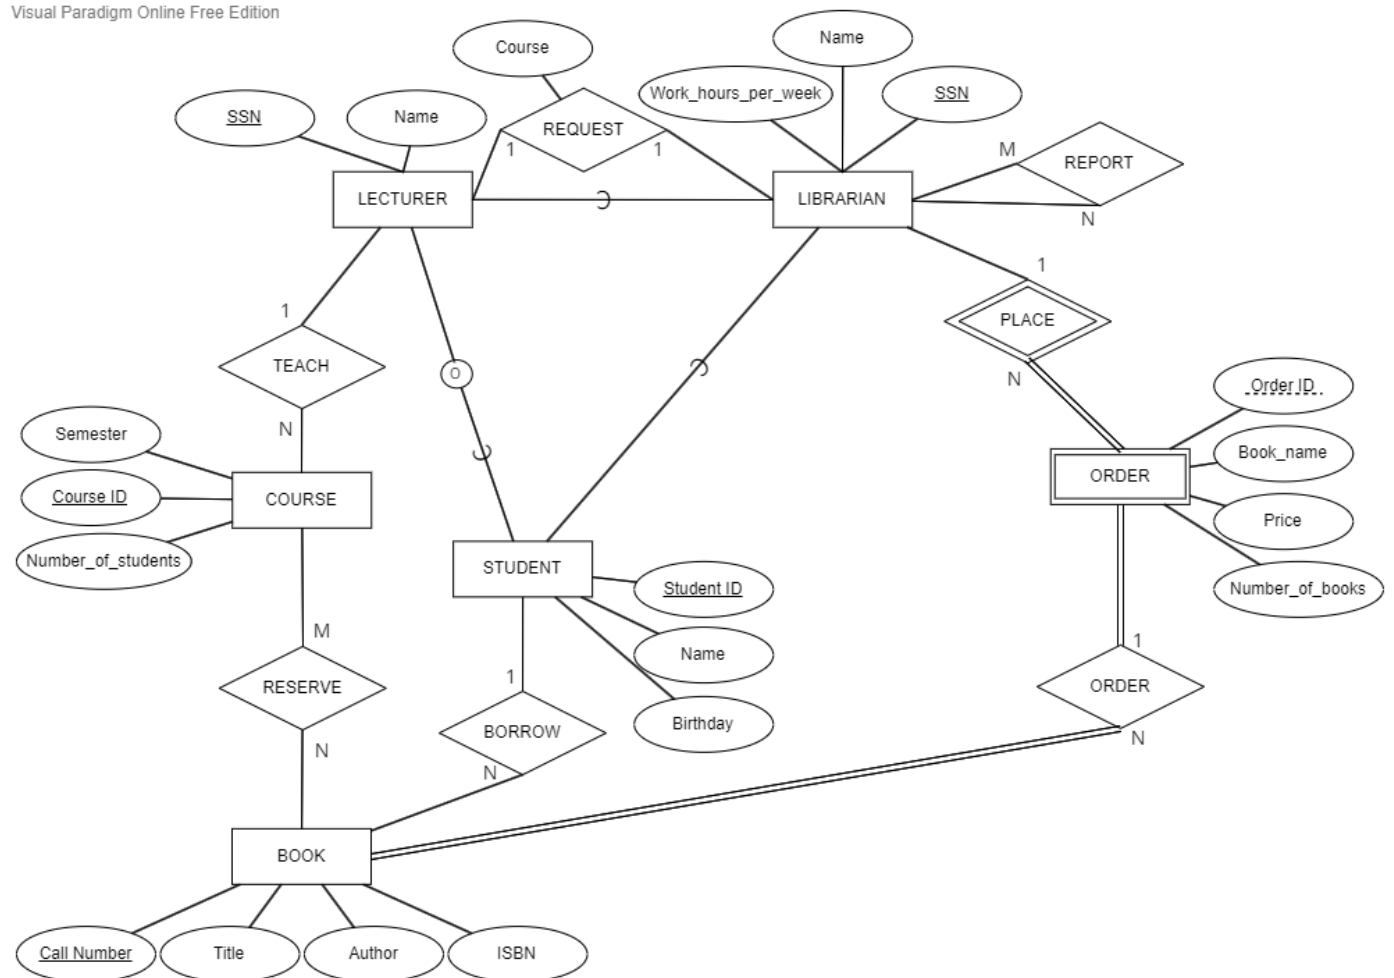 Visual Paradigm Online Free Edition
Name
Course
Work_hours_per_week
SSN
SSN
Name
REQUEST
1
1
M
REPORT
LECTURER
LIBRARIAN
N
1
1
PLACE
TEACH
O
N
Order ID
N
Semester
Book_name
ORDER
Course ID
COURSE
Price
Number_of_students
STUDENT
Student ID
Number_of_books
M
1
Name
1
RESERVE
ORDER
Birthday
BORROW
N
N
N
BOOK
Call Number
Title
Author
ISBN